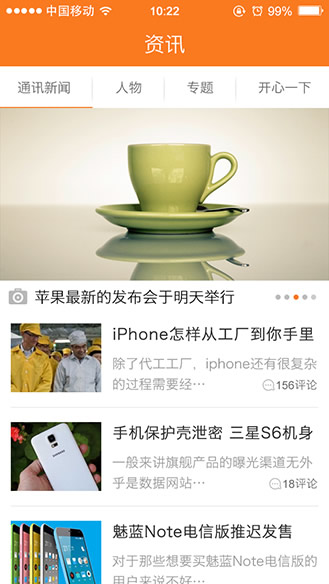 中国移动 10:22 99%
资讯
通讯新闻 人物 专题 开心一下
苹果最新的发布会于明天举行
iPhone怎样从工厂到你手里
除了代工工厂，iphone还有很复杂
的过程需要经…
156评论
手机保护壳泄密 三星S6机身
一般来讲旗舰产品的曝光渠道无外
乎是数据网站…
18评论
魅蓝Note电信版推迟发售
对于那些想要买魅蓝Note电信版的
用户来说不好…